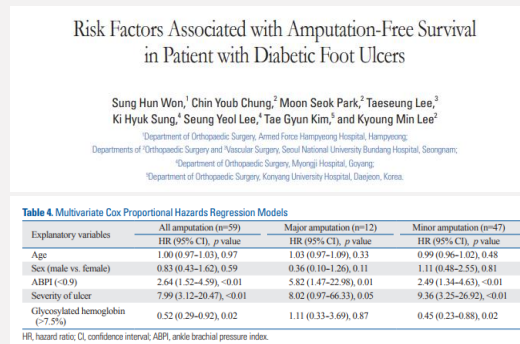 Risk Factors Associated with Amputation-Free Survival
in Patient with Diabetic Foot Ulcers
Sung Hun Won,1 Chin Youb Chung,2 Moon Seok Park,2 Taeseung Lee,3
Ki Hyuk Sung,4 Seung Yeol Lee,4 Tae Gyun Kim,5 and Kyoung Min Lee2
1Department of Orthopaedic Surgery, Armed Force Hampyeong Hospital, Hampyeong;
Departments of 2Orthopaedic Surgery and 3Vascular Surgery, Seoul National University Bundang Hospital, Seongnam;
4Department of Orthopaedic Surgery, Myongji Hospital, Goyang;
5Department of Orthopaedic Surgery, Konyang University Hospital, Daejeon, Korea.
Table 4. Multivariate Cox Proportional Hazards Regression Models
Explanatory variables All amputation (n=59) Major amputation (n=12) Minor amputation (n=47)
HR (95% CI), p value HR (95% CI), p value HR (95% CI), p value
Age 1.00 (0.97–1.03), 0.97 1.03 (0.97–1.09), 0.33 0.99 (0.96–1.02), 0.48
Sex (male vs. female) 0.83 (0.43–1.62), 0.59 0.36 (0.10–1.26), 0.11 1.11 (0.48–2.55), 0.81
ABPI (<0.9) 2.64 (1.52–4.59), <0.01 5.82 (1.47–22.98), 0.01 2.49 (1.34–4.63), <0.01
Severity of ulcer 7.99 (3.12–20.47), <0.01 8.02 (0.97–66.33), 0.05 9.36 (3.25–26.92), <0.01
Glycosylated hemoglobin
(>7.5%) 0.52 (0.29–0.92), 0.02 1.11 (0.33–3.69), 0.87 0.45 (0.23–0.88), 0.02
HR, hazard ratio; CI, confidence interval; ABPI, ankle brachial pressure index.